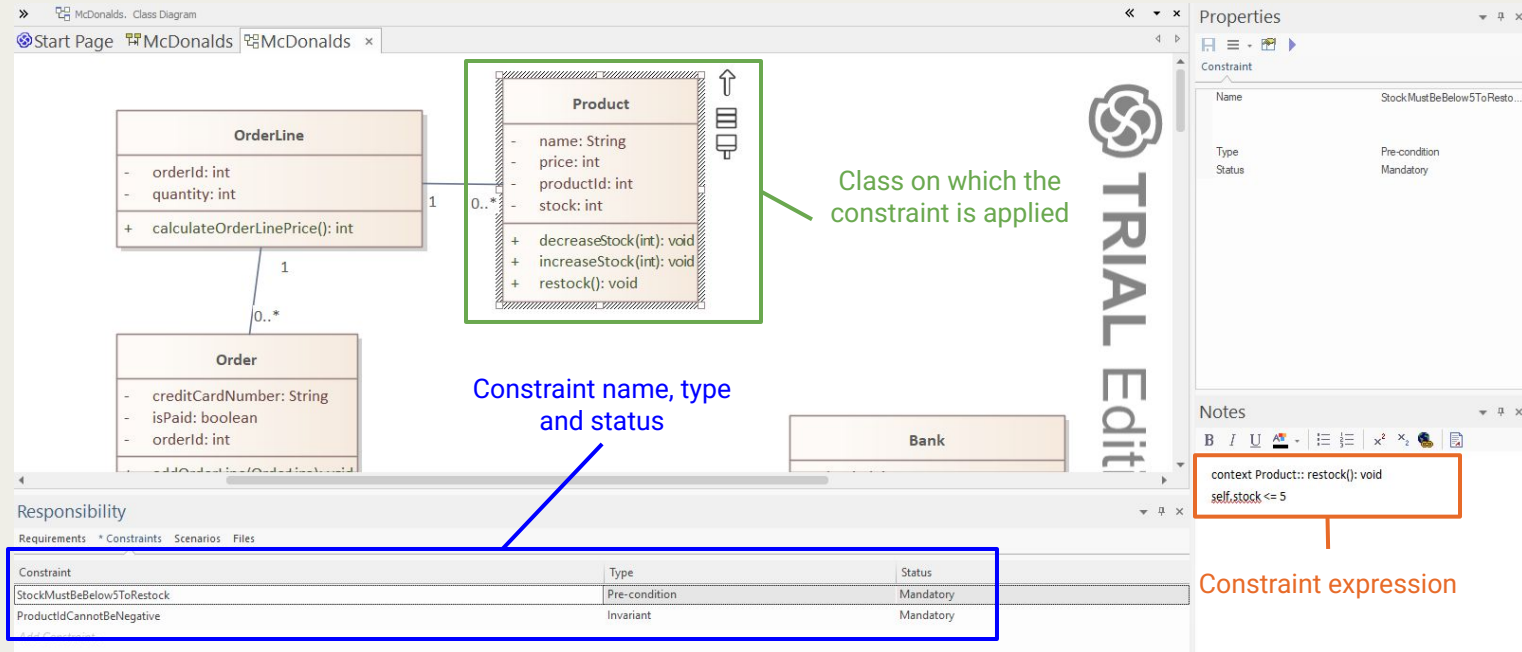 McDonalds. Class Diagram
Start Page McDonalds McDonalds
Product
- name: String
- price: int
- productId: int
- stock: int
+ decreaseStock(int): void
+ increaseStock(int): void
+ restock(): void
OrderLine
- orderId: int
- quantity: int
+ calculateOrderLinePrice(): int
1
0..*
1
0..*
Order
- creditCardNumber: String
- isPaid: boolean
- orderId: int
Class on which the
constraint is applied
Constraint name, type
and status
Bank
TRIAL Edit
Responsibility
Requirements * Constraints Scenarios Files
Constraint Type Status
StockMustBeBelow5ToRestock Pre-condition Mandatory
ProductIdCannotBeNegative Invariant Mandatory
Add Constraint
Properties
Constraint
Name StockMustBeBelow5ToResto...
Type Pre-condition
Status Mandatory
Notes
B I U A x² x₂
context Product:: restock(): void
self.stock <= 5
Constraint expression